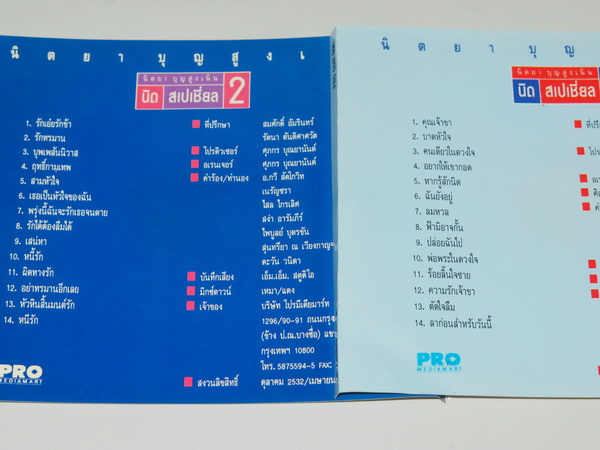 นิ ต ย า บุ ญ สู ง เ
นิตยา บุญสูงเนิน
นิด สเปเชี่ยล 2
1. รักเอ๋ยรักข้า
2. รักทรมาน
3. บุพเพสันนิวาส
4. ฤทธิ์กามเทพ
5. สามหัวใจ
6. เธอเป็นหัวใจของฉัน
7. พรุ่งนี้ฉันจะรักเธอจนตาย
8. รักได้ต้องลืมได้
9. เสน่หา
10. หนี้รัก
11. ผิดทางรัก
12. อย่าทรมานอีกเลย
13. หัวหินสิ้นมนต์รัก
14. หนีรัก
ที่ปรึกษา
โปรดิวเซอร์
อเรนเจอร์
คำร้อง/ทำนอง
บันทึกเสียง
มิกซ์ดาวน์
เจ้าของ
สงวนลิขสิทธิ์
สมศักดิ์ อัมรินทร์
รัตนา ตันติศาศวัต
ศุภกร บุณยานันต์
ศุภกร บุณยานันต์
อ.กวี สัตโกวิท
เนรัญชรา
ไสล ไกรเลิศ
สง่า อารัมภีร์
ไพบูลย์ บุตรขัน
สุนทรียา ณ เวียงกาญ
ตะวัน วนิดา
เอ็ม.เอ็ม. สตูดิโอ
เหมา/แดง
บริษัท โปรมีเดียมาร์ท
1296/90-91 ถนนกรุง
(ข้าง ป.ณ.บางซื่อ) แขว
กรุงเทพฯ 10800
โทร. 5875594-5 FAX:
ตุลาคม 2532/เมษายน
PRO
MEDIAMART
นิ ต ย า บุ ญ
นิตยา บุญสูงเนิน
นิด สเปเชี่ยล
1. คุณเจ้าขา
2. บาดหัวใจ
3. คนเดียวในดวงใจ
4. อยากให้เขากอด
5. หากรู้สักนิด
6. ฉันยังอยู่
7. ลมหวล
8. ฟ้ามิอาจกั้น
9. ปล่อยฉันไป
10. พ่อพระในดวงใจ
11. ร้อยลิ้นใจชาย
12. ความรักเจ้าขา
13. ตัดใจลืม
14. ลาก่อนสำหรับวันนี้
ที่ปรึ
โปร
อเ
คำ
PRO
MEDIAMART